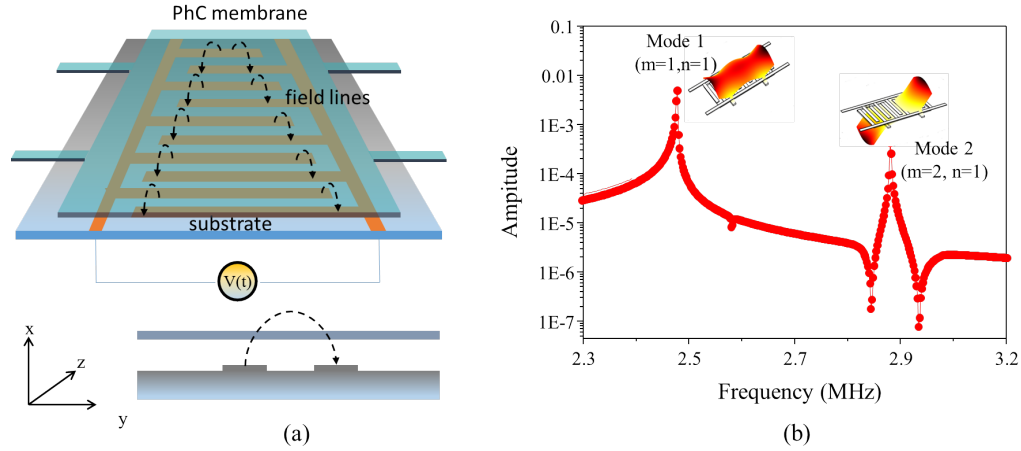 PhC membrane
field lines
substrate
V(t)
x
z
y
(a)
0.1
0.01
1E-3
1E-4
1E-5
1E-6
1E-7
Ampitude
Mode 1
(m=1,n=1)
Mode 2
(m=2, n=1)
2.3
2.5
2.7
2.9
3.2
Frequency (MHz)
(b)